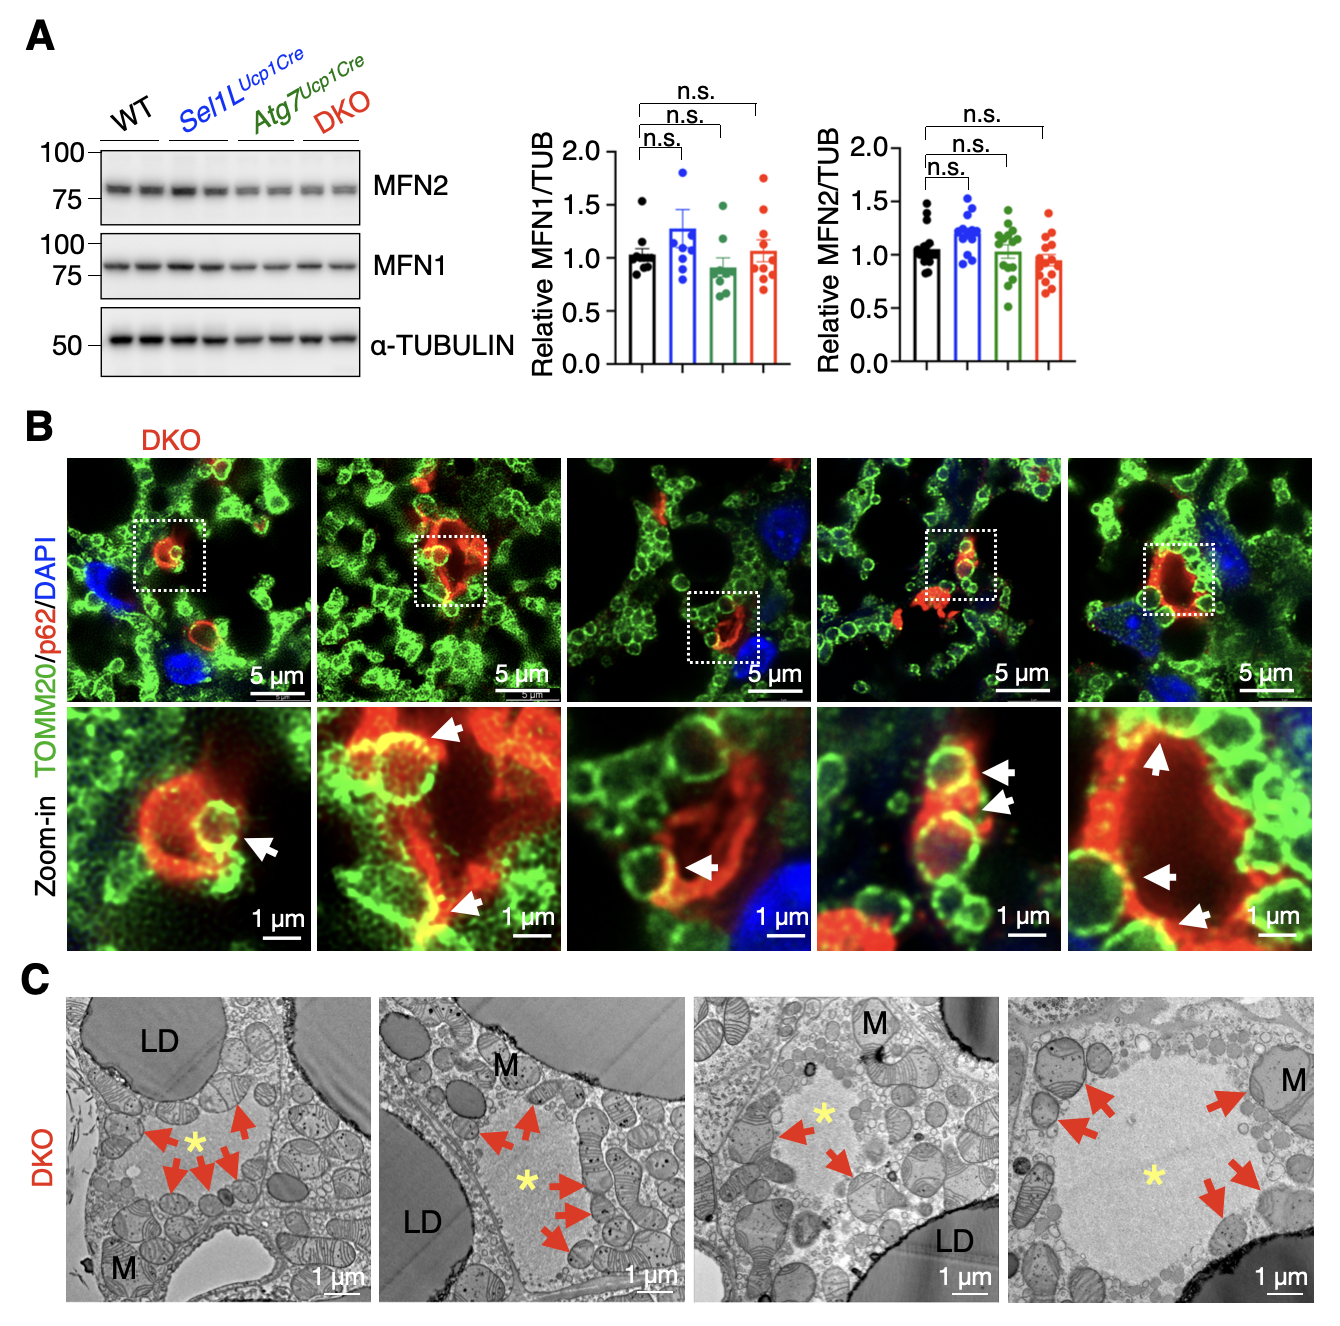 A
WT Sel1L^Ucp1Cre Atg7^Ucp1Cre DKO
100
75
MFN2
100
75
MFN1
50
α-TUBULIN
Relative MFN1/TUB
2.0
1.5
1.0
0.5
0.0
n.s.
n.s.
n.s.
Relative MFN2/TUB
2.0
1.5
1.0
0.5
0.0
n.s.
n.s.
n.s.
B
DKO
TOMM20/p62/DAPI
5 µm
5 µm
5 µm
5 µm
5 µm
5 µm
5 µm
Zoom-in
1 µm
1 µm
1 µm
1 µm
1 µm
C
DKO
LD
M
1 µm
M
LD
1 µm
M
LD
1 µm
M
1 µm